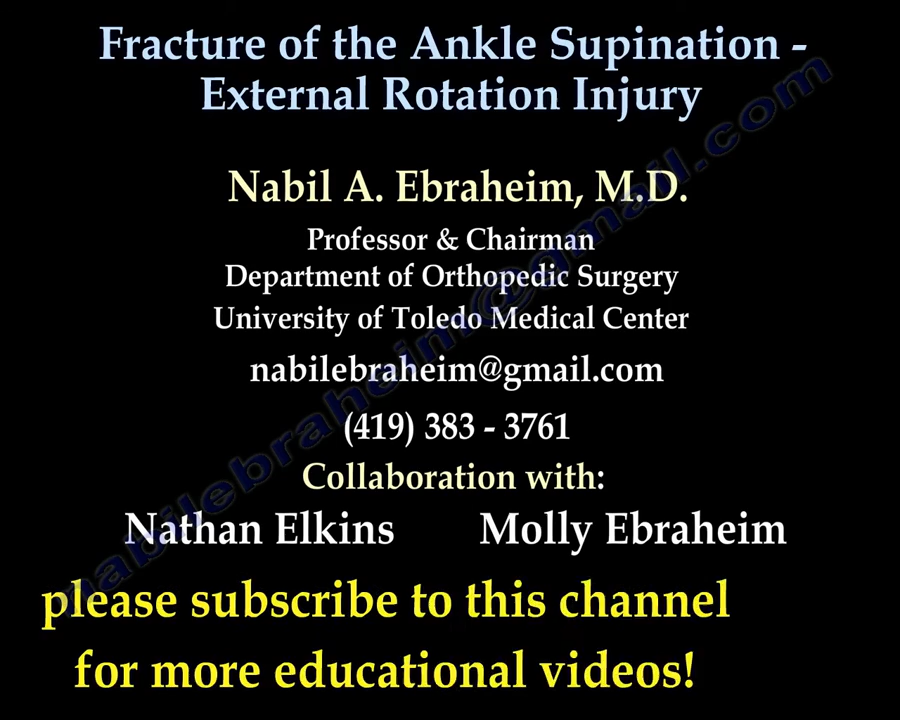 Fracture of the Ankle Supination -
External Rotation Injury
Nabil A. Ebraheim, M.D.
Professor & Chairman
Department of Orthopedic Surgery
University of Toledo Medical Center
nabilebraheim@gmail.com
(419) 383 - 3761
Collaboration with:
Nathan Elkins Molly Ebraheim
please subscribe to this channel
for more educational videos!
nabilebraheim@gmail.com